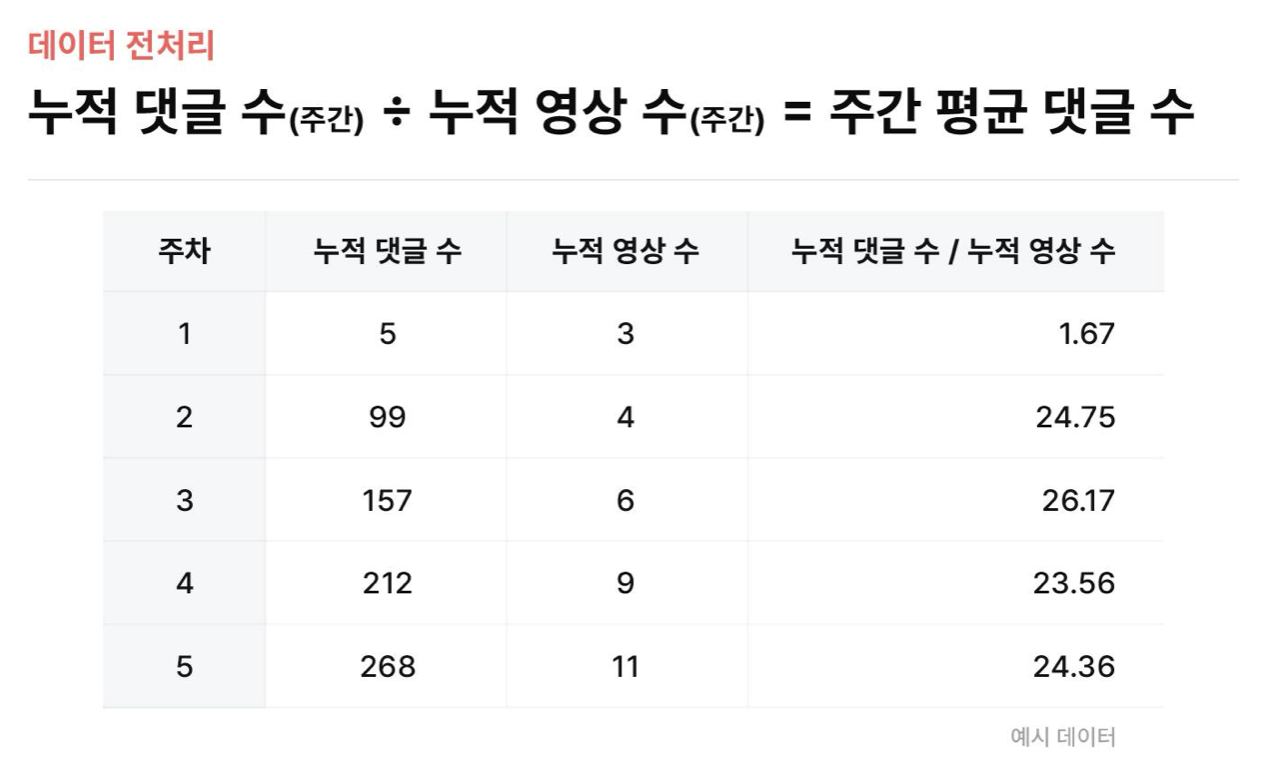 데이터 전처리
누적 댓글 수(주간) ÷ 누적 영상 수(주간) = 주간 평균 댓글 수
주차 누적 댓글 수 누적 영상 수 누적 댓글 수 / 누적 영상 수
1 5 3 1.67
2 99 4 24.75
3 157 6 26.17
4 212 9 23.56
5 268 11 24.36
예시 데이터